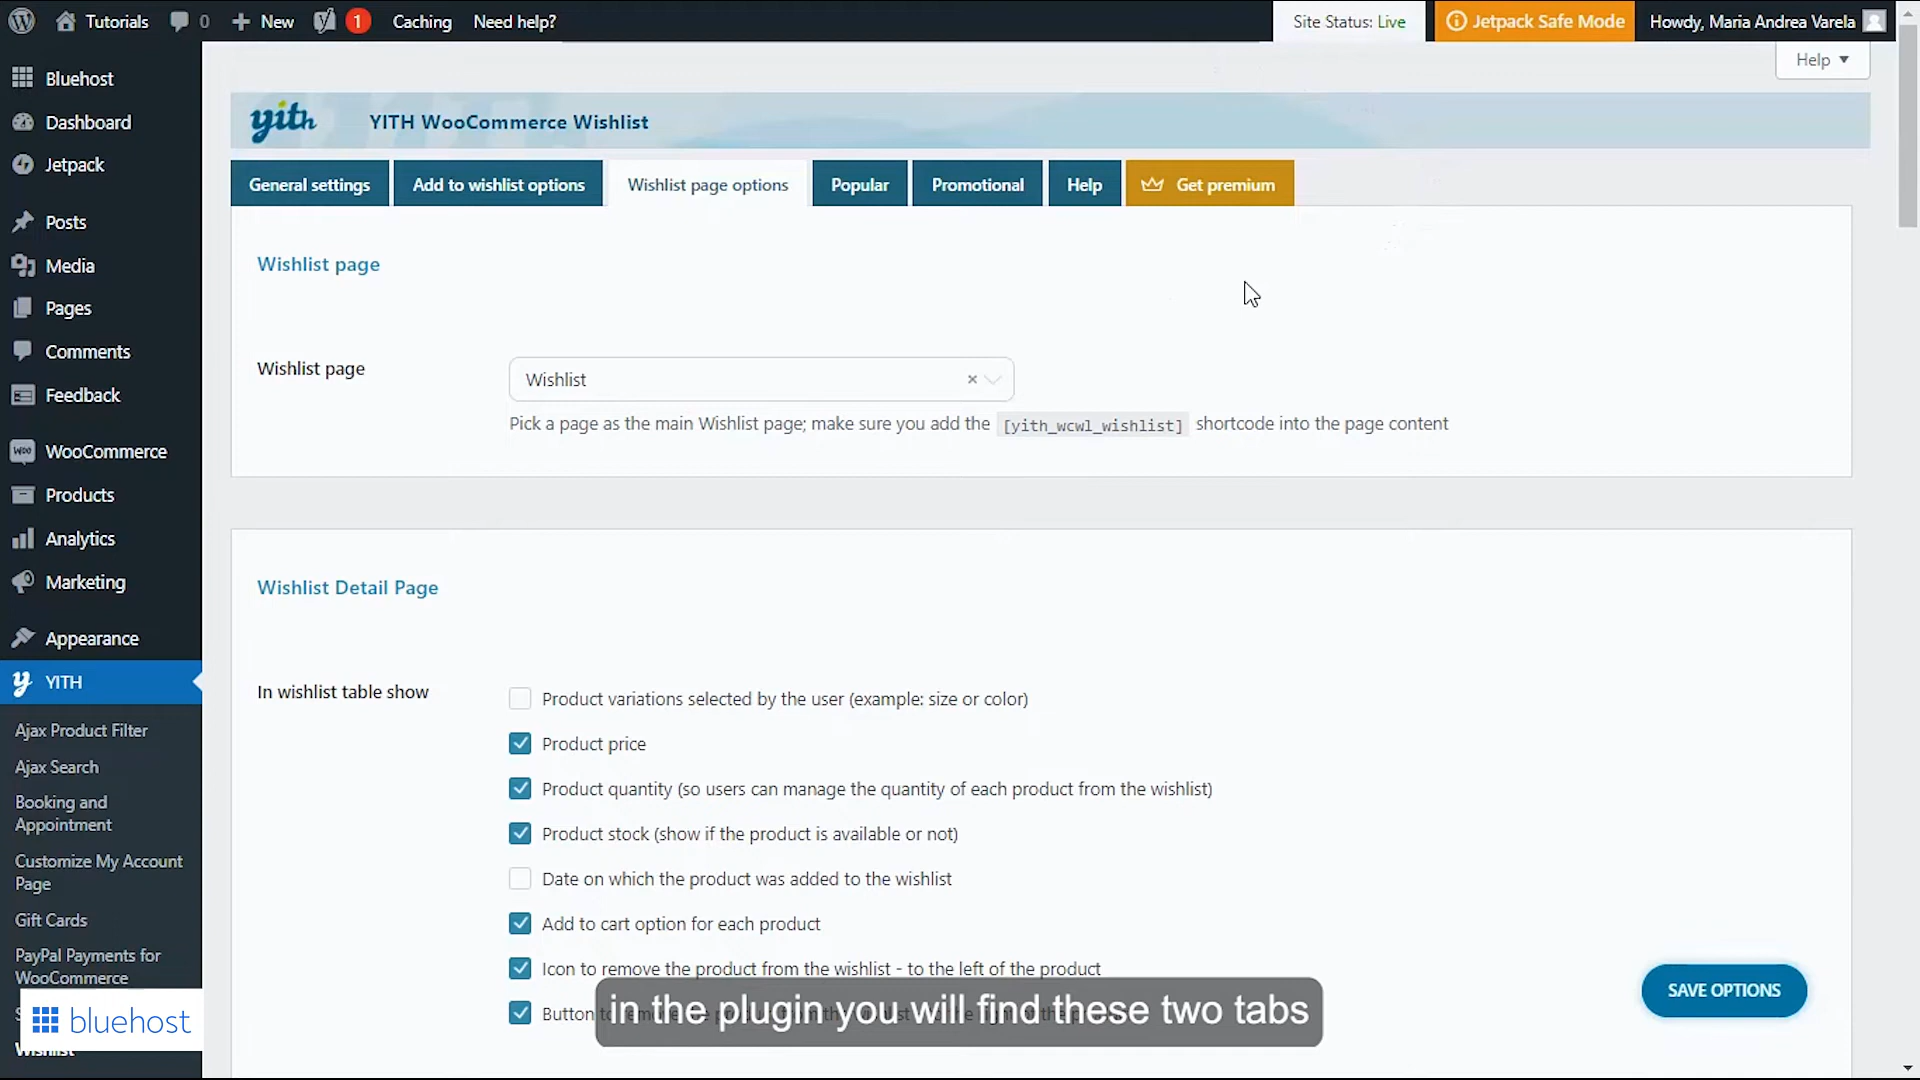 Tutorials
0
New
1
Caching
Need help?
Site Status: Live
Jetpack Safe Mode
Howdy, Maria Andrea Varela
Help
Bluehost
Dashboard
Jetpack
Posts
Media
Pages
Comments
Feedback
WooCommerce
Products
Analytics
Marketing
Appearance
YITH
Ajax Product Filter
Ajax Search
Booking and
Appointment
Customize My Account
Page
Gift Cards
PayPal Payments for
WooCommerce
bluehost
Wishlist
yith
YITH WooCommerce Wishlist
General settings
Add to wishlist options
Wishlist page options
Popular
Promotional
Help
Get premium
Wishlist page
Wishlist page
Wishlist
Pick a page as the main Wishlist page; make sure you add the [yith_wcwl_wishlist] shortcode into the page content
Wishlist Detail Page
In wishlist table show
Product variations selected by the user (example: size or color)
Product price
Product quantity (so users can manage the quantity of each product from the wishlist)
Product stock (show if the product is available or not)
Date on which the product was added to the wishlist
Add to cart option for each product
Icon to remove the product from the wishlist - to the left of the product
Button
in the plugin you will find these two tabs
SAVE OPTIONS